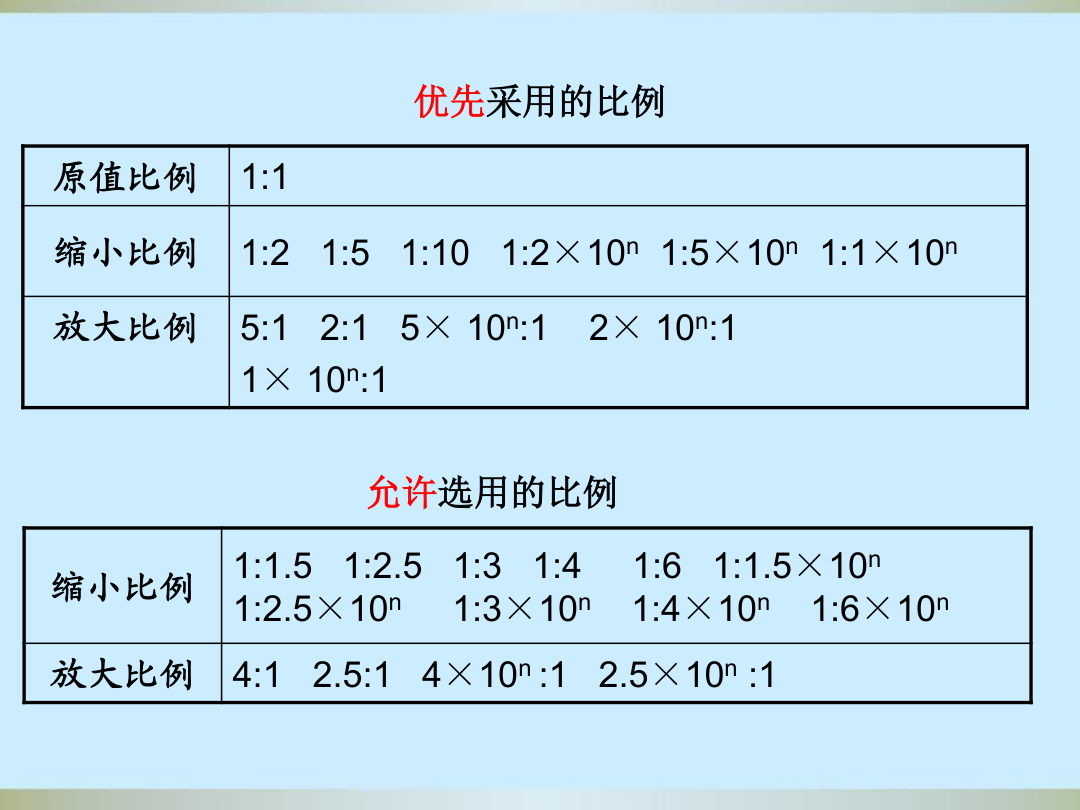 优先采用的比例
原值比例 1:1
缩小比例 1:2 1:5 1:10 1:2×10ⁿ 1:5×10ⁿ 1:1×10ⁿ
放大比例 5:1 2:1 5× 10ⁿ:1 2× 10ⁿ:1
1× 10ⁿ:1
允许选用的比例
缩小比例 1:1.5 1:2.5 1:3 1:4 1:6 1:1.5×10ⁿ
1:2.5×10ⁿ 1:3×10ⁿ 1:4×10ⁿ 1:6×10ⁿ
放大比例 4:1 2.5:1 4×10ⁿ :1 2.5×10ⁿ :1